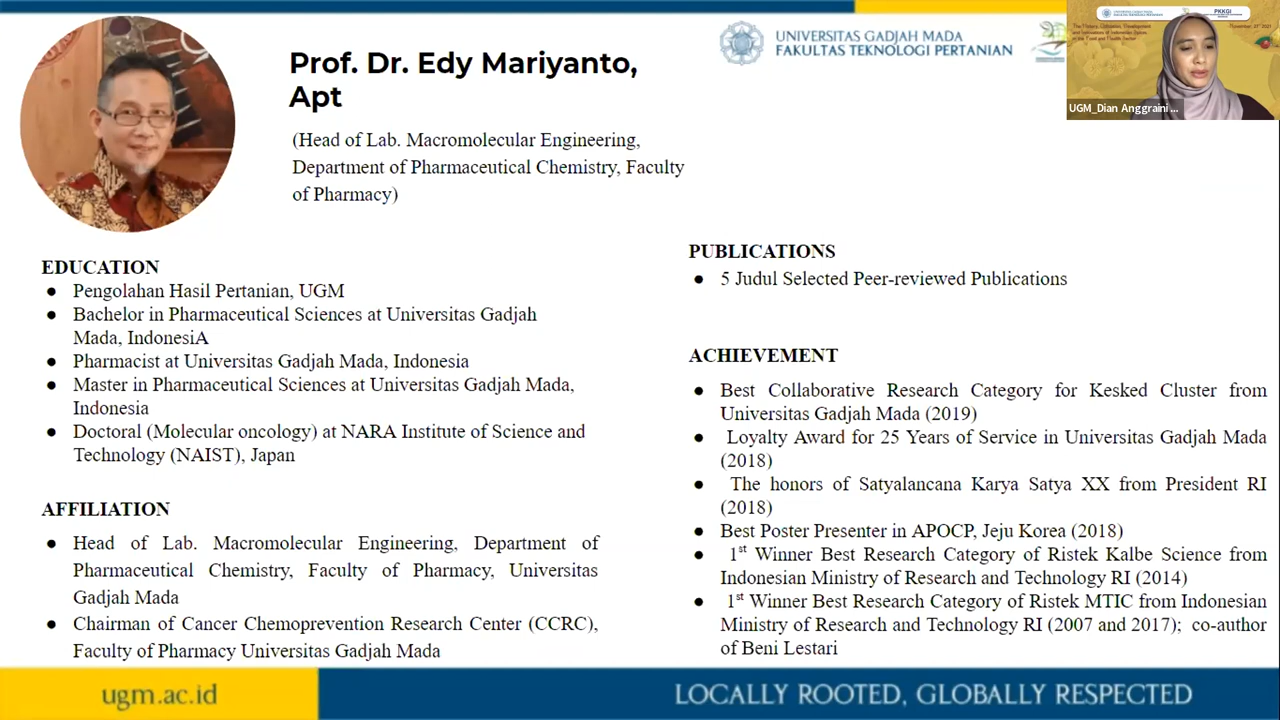 UNIVERSITAS GADJAH MADA
FAKULTAS TEKNOLOGI PERTANIAN
PKKGI
UGM_Dian Anggraini ...
Prof. Dr. Edy Mariyanto,
Apt
(Head of Lab. Macromolecular Engineering,
Department of Pharmaceutical Chemistry, Faculty
of Pharmacy)
EDUCATION
● Pengolahan Hasil Pertanian, UGM
● Bachelor in Pharmaceutical Sciences at Universitas Gadjah
Mada, IndonesiA
● Pharmacist at Universitas Gadjah Mada, Indonesia
● Master in Pharmaceutical Sciences at Universitas Gadjah Mada,
Indonesia
● Doctoral (Molecular oncology) at NARA Institute of Science and
Technology (NAIST), Japan
AFFILIATION
● Head of Lab. Macromolecular Engineering, Department of
Pharmaceutical Chemistry, Faculty of Pharmacy, Universitas
Gadjah Mada
● Chairman of Cancer Chemoprevention Research Center (CCRC),
Faculty of Pharmacy Universitas Gadjah Mada
PUBLICATIONS
● 5 Judul Selected Peer-reviewed Publications
ACHIEVEMENT
● Best Collaborative Research Category for Kesked Cluster from
Universitas Gadjah Mada (2019)
● Loyalty Award for 25 Years of Service in Universitas Gadjah Mada
(2018)
● The honors of Satyalancana Karya Satya XX from President RI
(2018)
● Best Poster Presenter in APOCP, Jeju Korea (2018)
● 1st Winner Best Research Category of Ristek Kalbe Science from
Indonesian Ministry of Research and Technology RI (2014)
● 1st Winner Best Research Category of Ristek MTIC from Indonesian
Ministry of Research and Technology RI (2007 and 2017); co-author
of Beni Lestari
ugm.ac.id
LOCALLY ROOTED, GLOBALLY RESPECTED